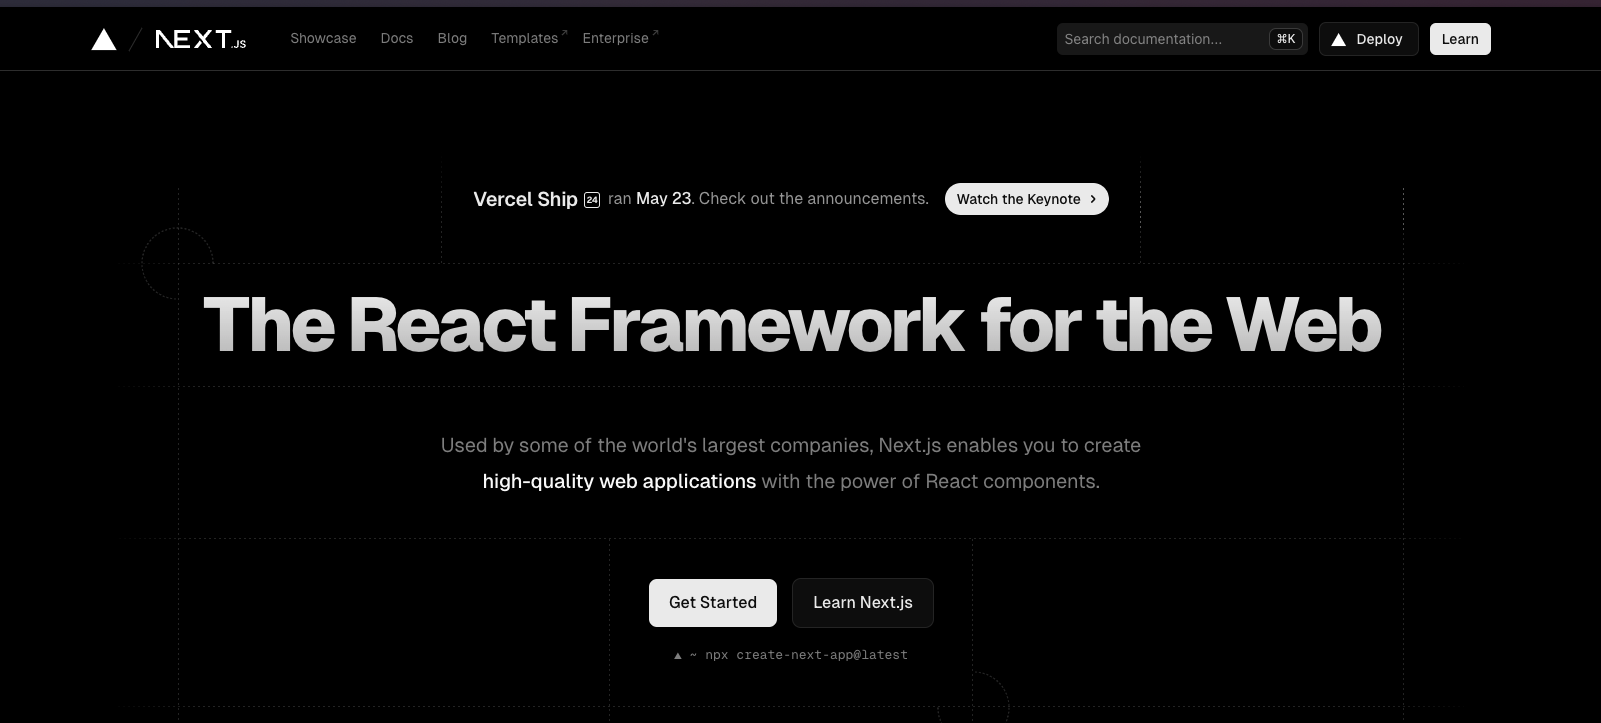 NEXT.JS Showcase Docs Blog Templates↗ Enterprise↗ Search documentation... ⌘K Deploy Learn
Vercel Ship 24 ran May 23. Check out the announcements. Watch the Keynote ›
The React Framework for the Web
Used by some of the world's largest companies, Next.js enables you to create
high-quality web applications with the power of React components.
Get Started Learn Next.js
▲ ~ npx create-next-app@latest